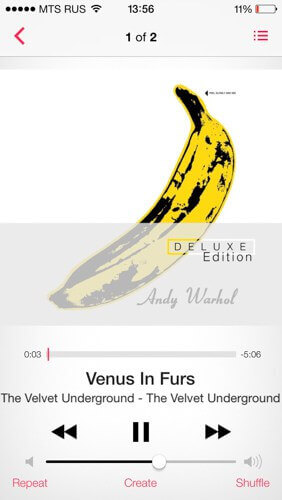 MTS RUS 13:56 11%
1 of 2
DELUXE
Edition
Andy Warhol
0:03 -5:06
Venus In Furs
The Velvet Underground - The Velvet Underground
Repeat Create Shuffle